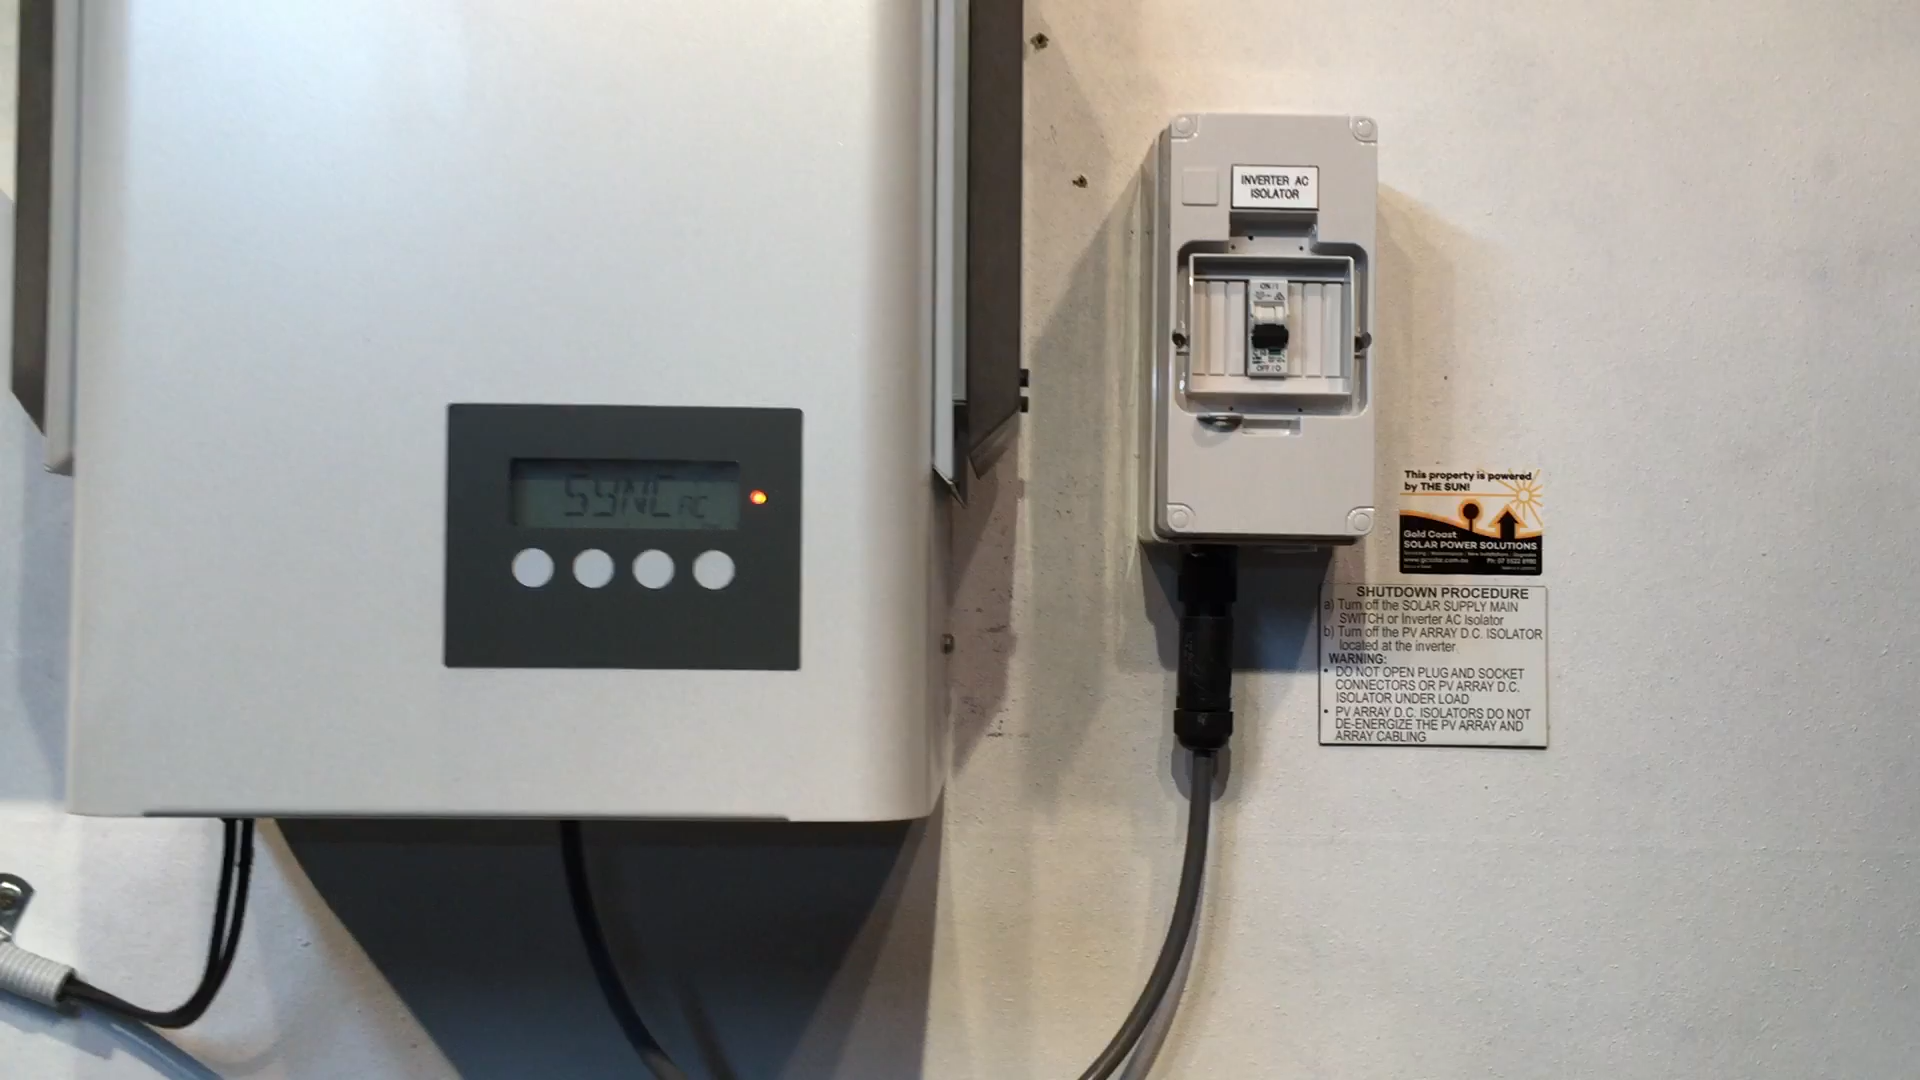 SYNC AC
INVERTER AC
ISOLATOR
ON / I
OFF / O
This property is powered
by THE SUN!
Gold Coast
SOLAR POWER SOLUTIONS
SHUTDOWN PROCEDURE
a) Turn off the SOLAR SUPPLY MAIN
SWITCH or Inverter AC Isolator
b) Turn off the PV ARRAY D.C. ISOLATOR
located at the inverter.
WARNING:
• DO NOT OPEN PLUG AND SOCKET
CONNECTORS OR PV ARRAY D.C.
ISOLATOR UNDER LOAD
• PV ARRAY D.C. ISOLATORS DO NOT
DE-ENERGIZE THE PV ARRAY AND
ARRAY CABLING